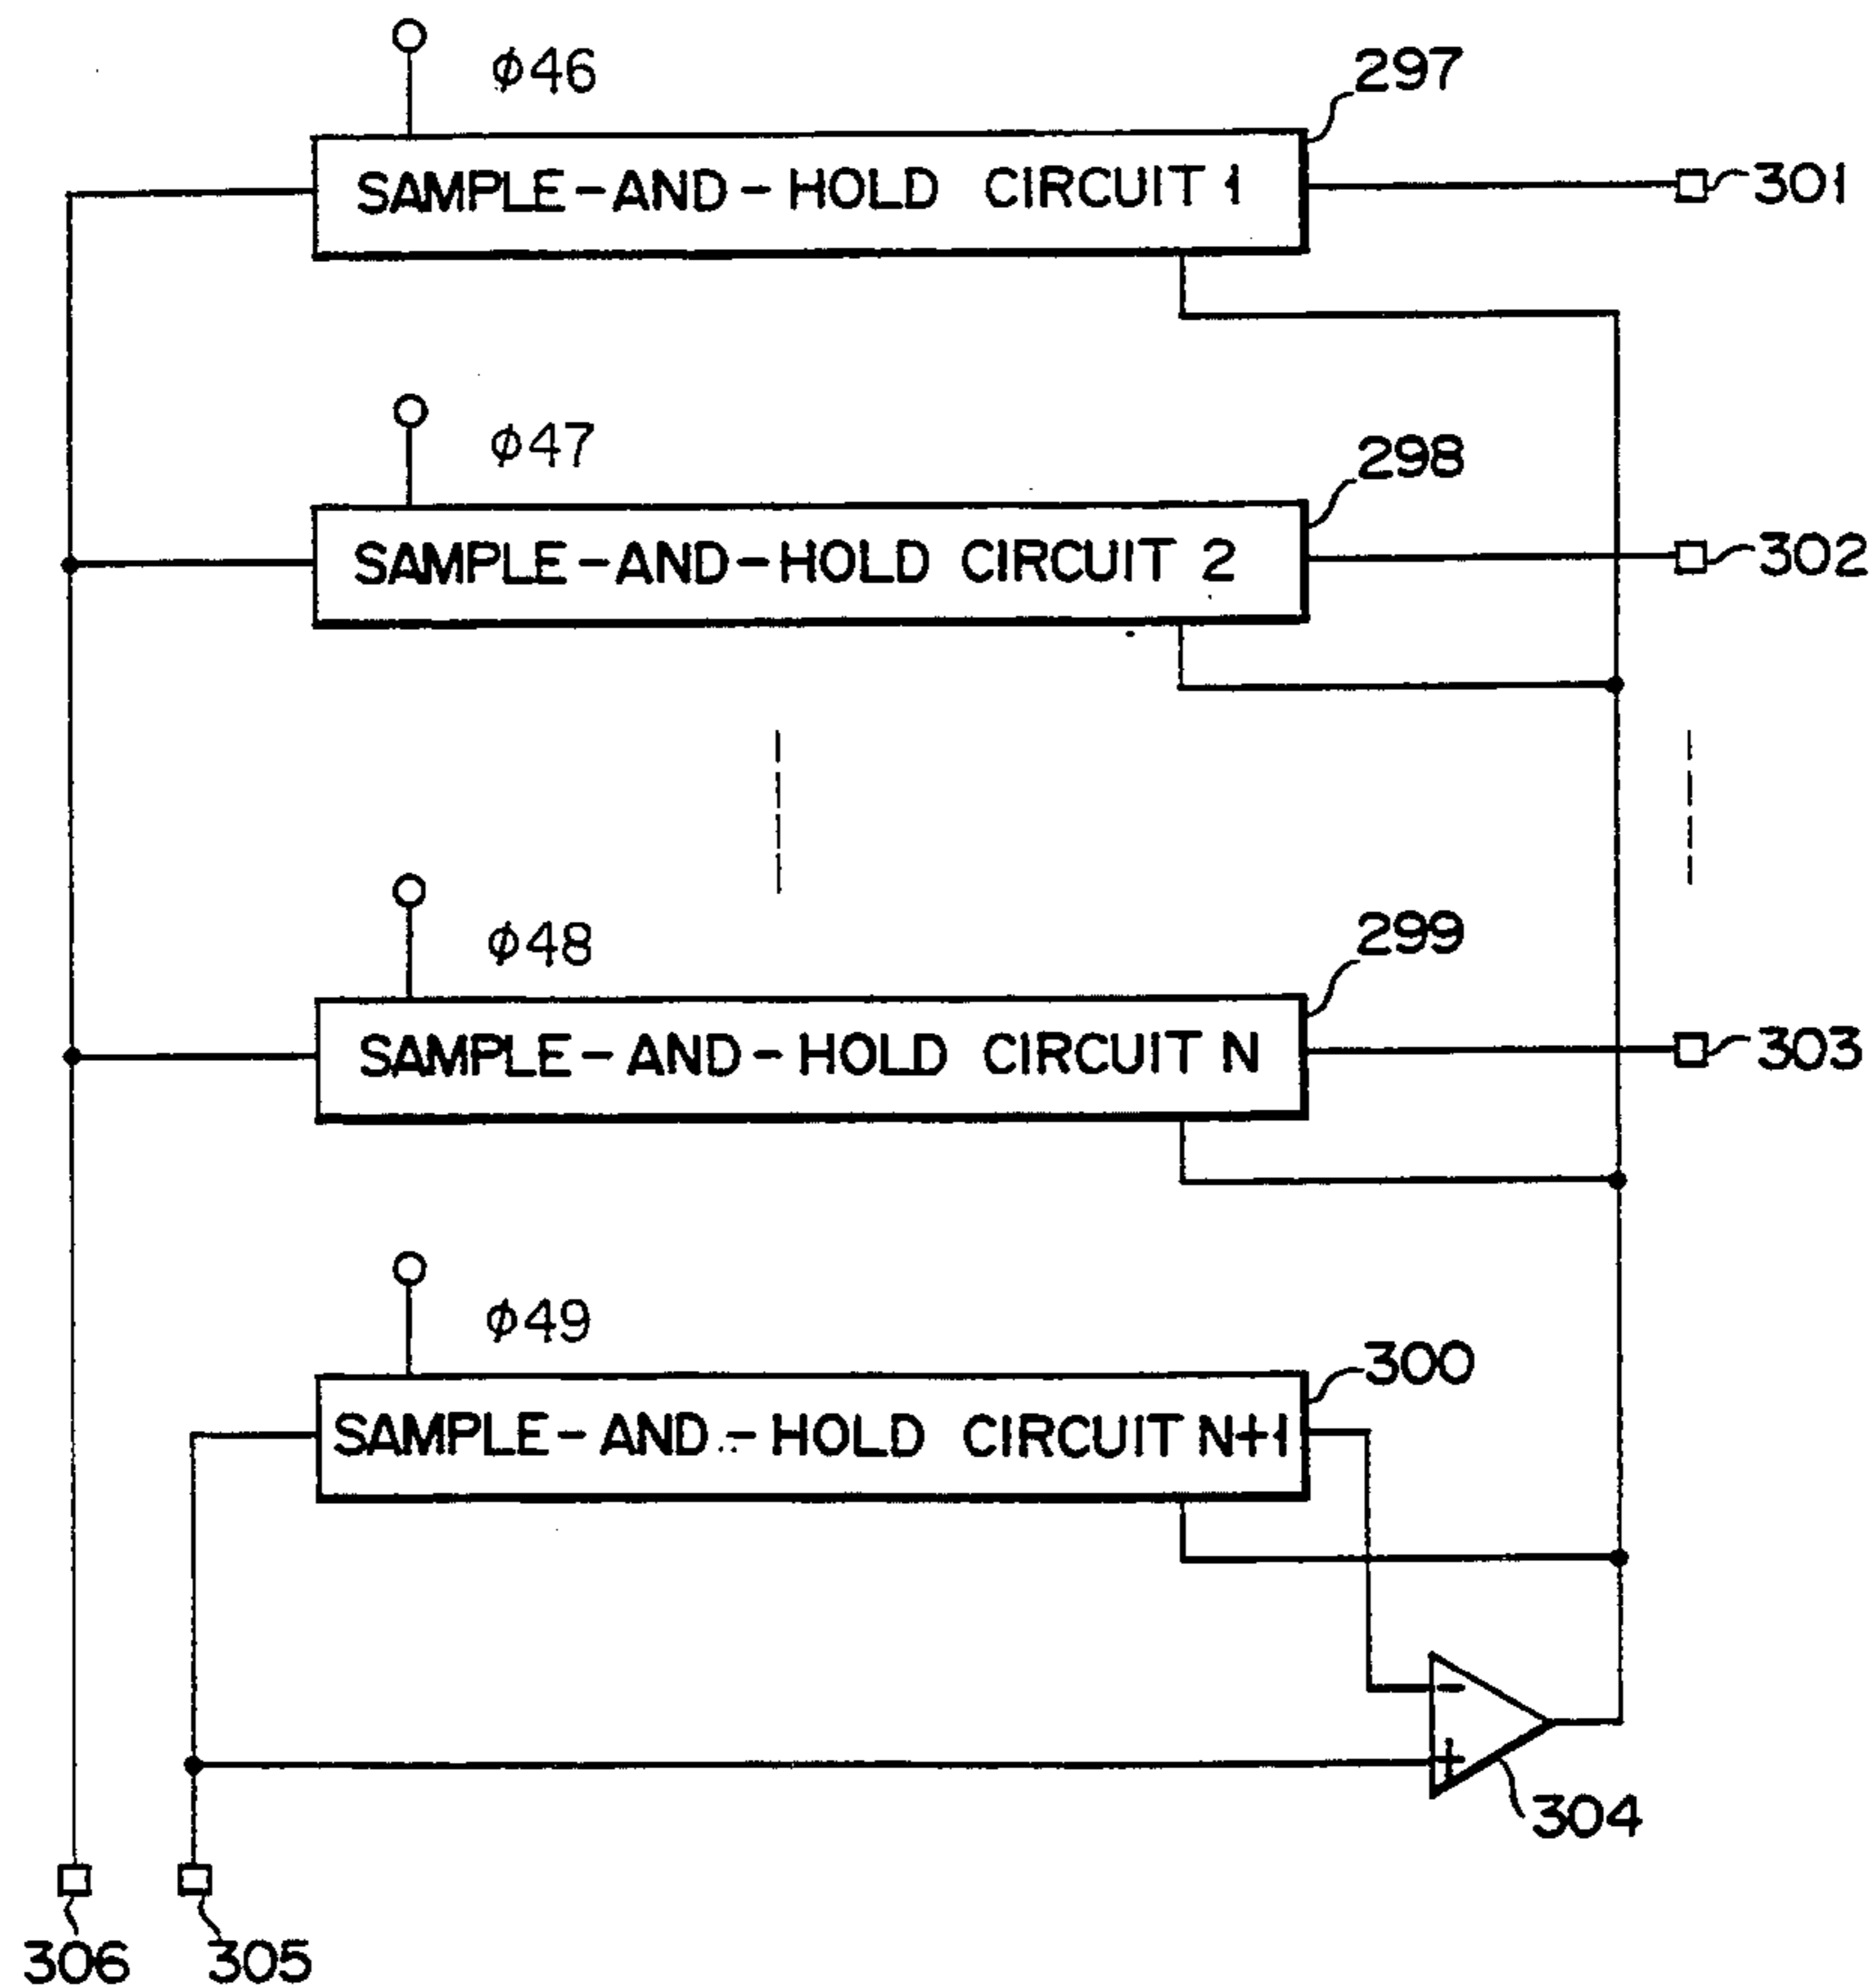 φ46
297
SAMPLE-AND-HOLD CIRCUIT 1
301
φ47
298
SAMPLE-AND-HOLD CIRCUIT 2
302
φ48
299
SAMPLE-AND-HOLD CIRCUIT N
303
φ49
300
SAMPLE-AND-HOLD CIRCUIT N+1
−
+
304
306
305